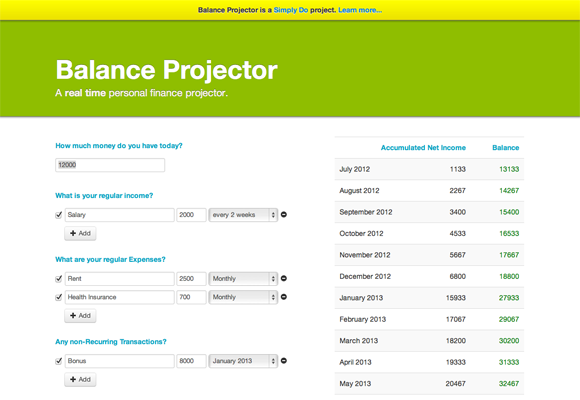 Balance Projector is a Simply Do project. Learn more...
Balance Projector
A real time personal finance projector.
How much money do you have today?
12000
What is your regular income?
Salary 2000 every 2 weeks
+ Add
What are your regular Expenses?
Rent 2500 Monthly
Health Insurance 700 Monthly
+ Add
Any non-Recurring Transactions?
Bonus 8000 January 2013
+ Add
Accumulated Net Income Balance
July 2012 1133 13133
August 2012 2267 14267
September 2012 3400 15400
October 2012 4533 16533
November 2012 5667 17667
December 2012 6800 18800
January 2013 15933 27933
February 2013 17067 29067
March 2013 18200 30200
April 2013 19333 31333
May 2013 20467 32467